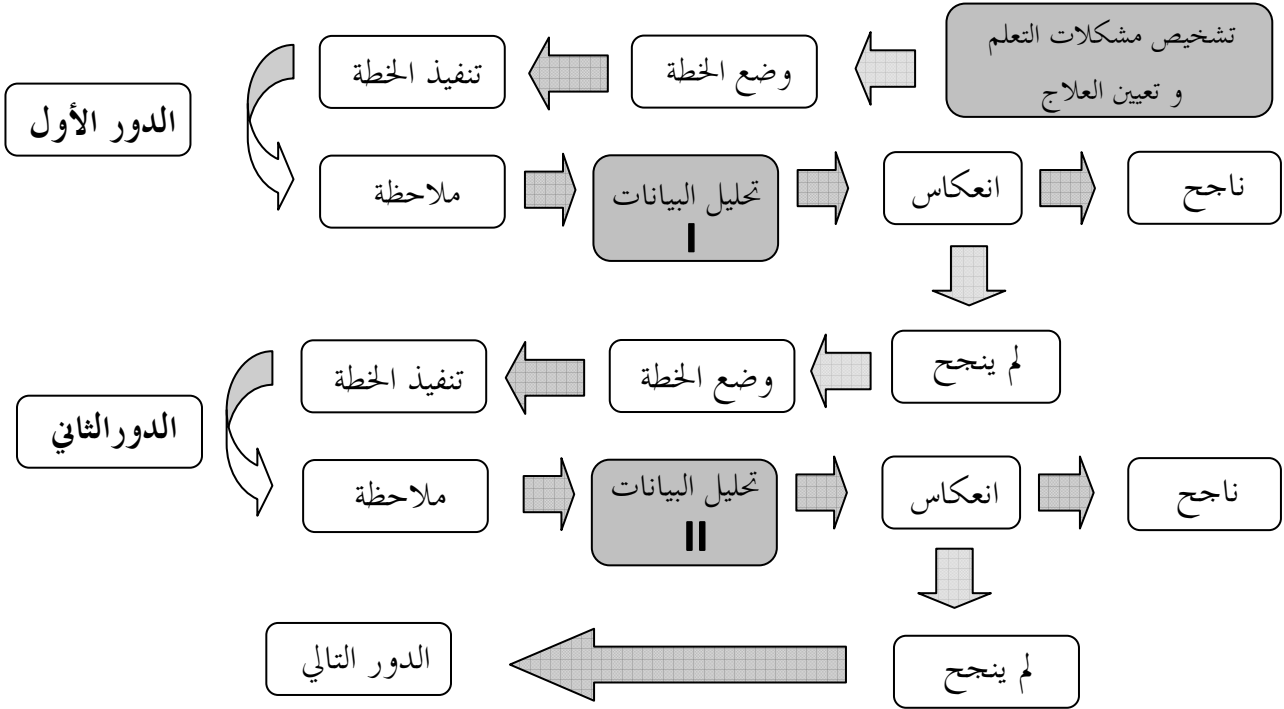 تشخيص مشكلات التعلم
و تعيين العلاج
وضع الخطة
تنفيذ الخطة
الدور الأول
ملاحظة
تحليل البيانات
I
انعكاس
ناجح
لم ينجح
وضع الخطة
تنفيذ الخطة
الدورالثاني
ملاحظة
تحليل البيانات
II
انعكاس
ناجح
لم ينجح
الدور التالي